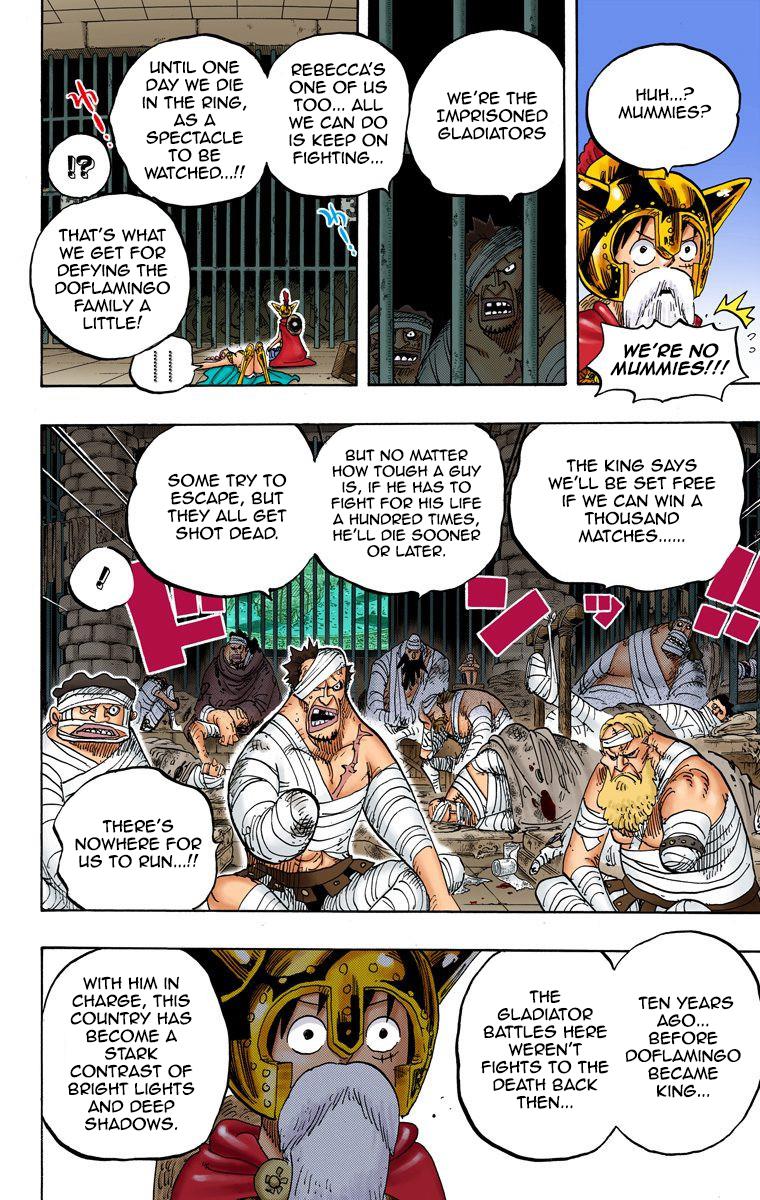 HUH...?
MUMMIES?
WE'RE NO
MUMMIES!!!
WE'RE THE
IMPRISONED
GLADIATORS
REBECCA'S
ONE OF US
TOO... ALL
WE CAN DO
IS KEEP ON
FIGHTING...
UNTIL ONE
DAY WE DIE
IN THE RING,
AS A
SPECTACLE
TO BE
WATCHED...!!
!?
THAT'S WHAT
WE GET FOR
DEFYING THE
DOFLAMINGO
FAMILY A
LITTLE!
THE KING SAYS
WE'LL BE SET FREE
IF WE CAN WIN A
THOUSAND
MATCHES......
BUT NO MATTER
HOW TOUGH A GUY
IS, IF HE HAS TO
FIGHT FOR HIS LIFE
A HUNDRED TIMES,
HE'LL DIE SOONER
OR LATER.
SOME TRY TO
ESCAPE, BUT
THEY ALL GET
SHOT DEAD.
!
ドンッ!!
THERE'S
NOWHERE FOR
US TO RUN...!!
TEN YEARS
AGO...
BEFORE
DOFLAMINGO
BECAME
KING...
THE
GLADIATOR
BATTLES HERE
WEREN'T
FIGHTS TO THE
DEATH BACK
THEN...
WITH HIM IN
CHARGE, THIS
COUNTRY HAS
BECOME A
STARK
CONTRAST OF
BRIGHT LIGHTS
AND DEEP
SHADOWS.